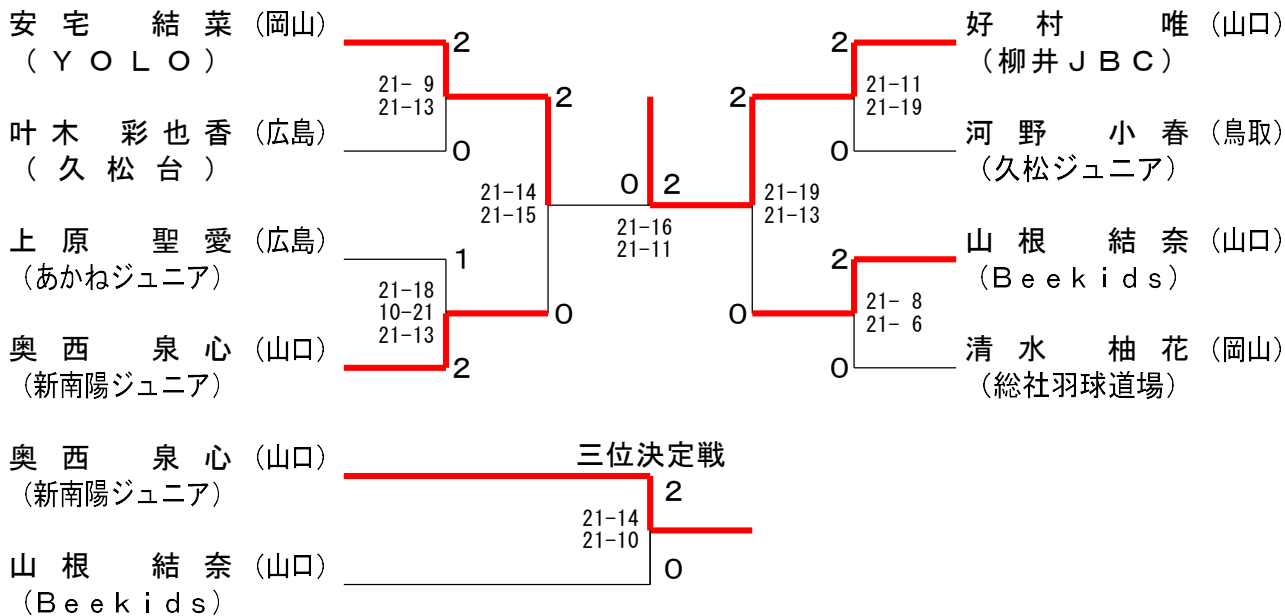 安宅 結菜 (岡山)
(YOLO)
2
21- 9
21-13
叶木 彩也香 (広島)
(久松台)
0
2
21-14
21-15
上原 聖愛 (広島)
(あかねジュニア)
1
21-18
10-21
21-13
奥西 泉心 (山口)
(新南陽ジュニア)
2
0
0 2
21-16
21-11
好村 唯 (山口)
(柳井JBC)
2
21-11
21-19
河野 小春 (鳥取)
(久松ジュニア)
0
2
21-19
21-13
山根 結奈 (山口)
(Beekids)
2
21- 8
21- 6
清水 柚花 (岡山)
(総社羽球道場)
0
0
三位決定戦
奥西 泉心 (山口)
(新南陽ジュニア)
2
21-14
21-10
山根 結奈 (山口)
(Beekids)
0